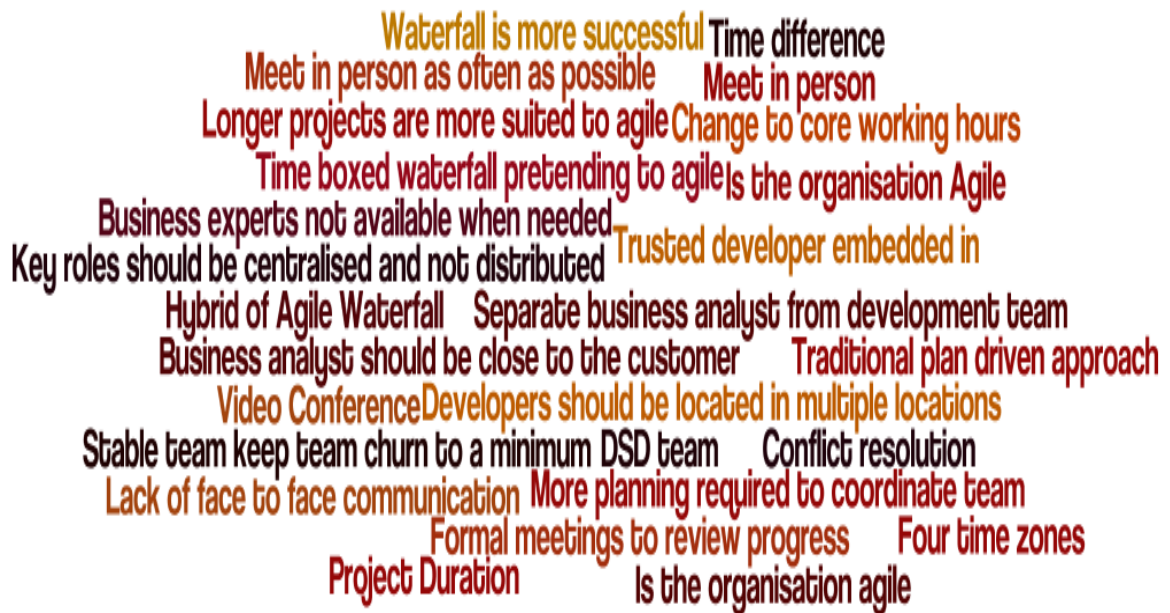 Waterfall is more successful Time difference
Meet in person as often as possible Meet in person
Longer projects are more suited to agile Change to core working hours
Time boxed waterfall pretending to agile Is the organisation Agile
Business experts not available when needed Trusted developer embedded in
Key roles should be centralised and not distributed
Hybrid of Agile Waterfall Separate business analyst from development team
Business analyst should be close to the customer Traditional plan driven approach
Video Conference Developers should be located in multiple locations
Stable team keep team churn to a minimum DSD team Conflict resolution
Lack of face to face communication More planning required to coordinate team
Formal meetings to review progress Four time zones
Project Duration Is the organisation agile